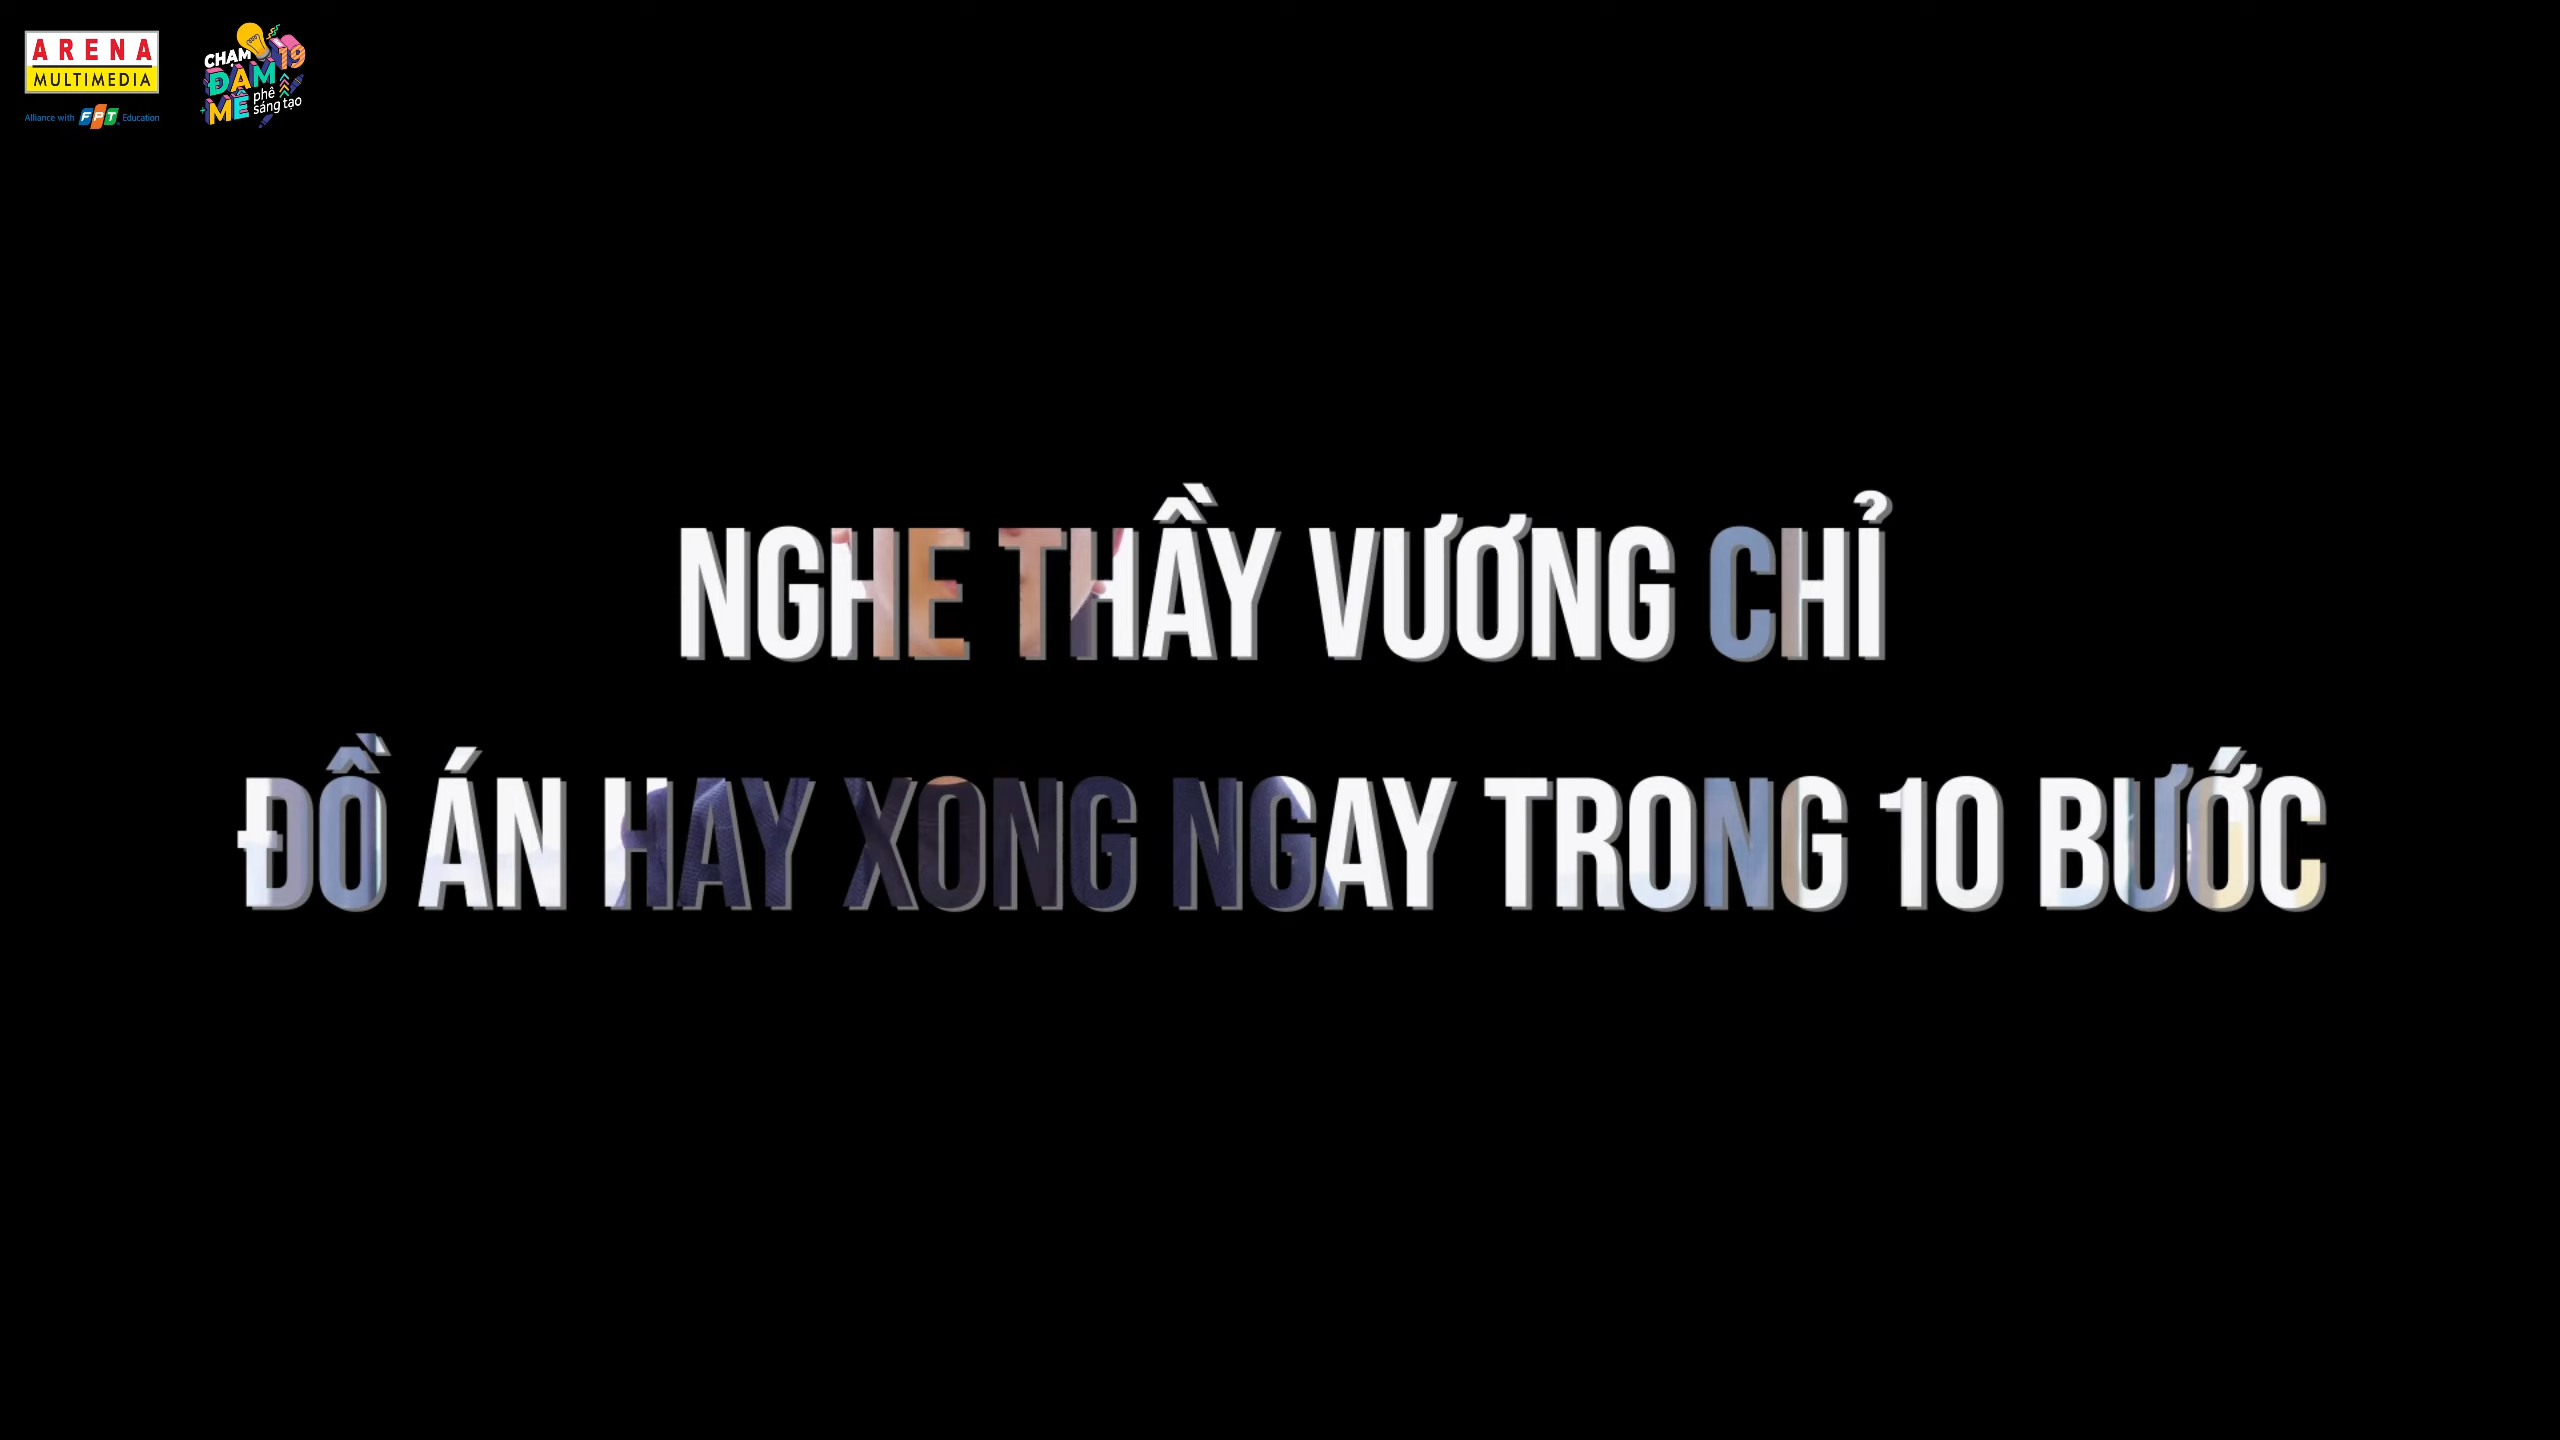 ARENA
MULTIMEDIA
Alliance with FPT Education
CHẠM
ĐAM 19
MÊ phê
sáng tạo
NGHE THẦY VƯƠNG CHỈ
ĐỒ ÁN HAY XONG NGAY TRONG 10 BƯỚC